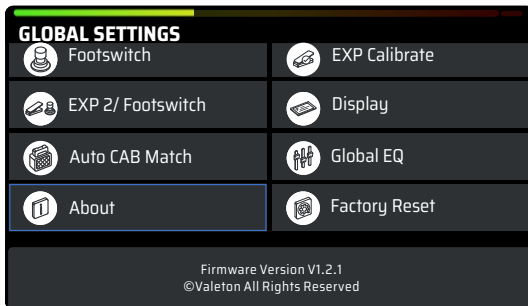 GLOBAL SETTINGS
Footswitch
EXP Calibrate
EXP 2/ Footswitch
Display
Auto CAB Match
Global EQ
About
Factory Reset
Firmware Version V1.2.1
©Valeton All Rights Reserved